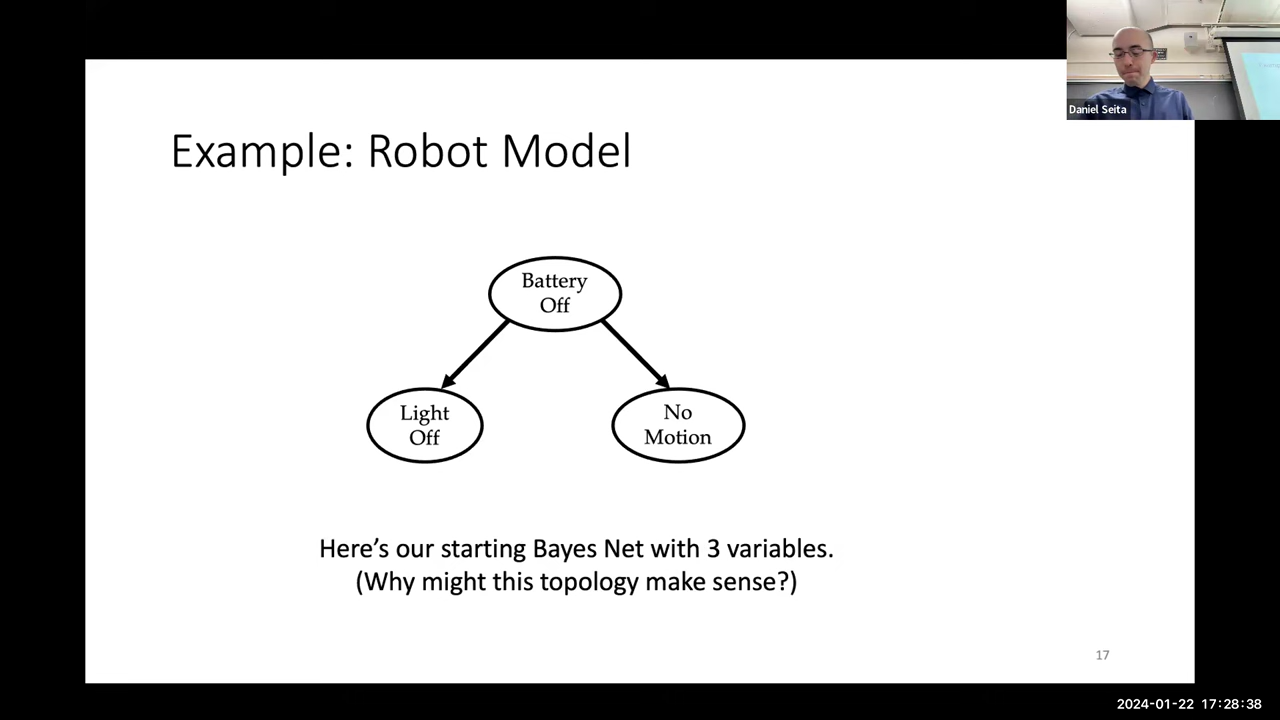 Daniel Seita
Example: Robot Model
Battery
Off
Light
Off
No
Motion
Here's our starting Bayes Net with 3 variables.
(Why might this topology make sense?)
17
2024-01-22 17:28:38